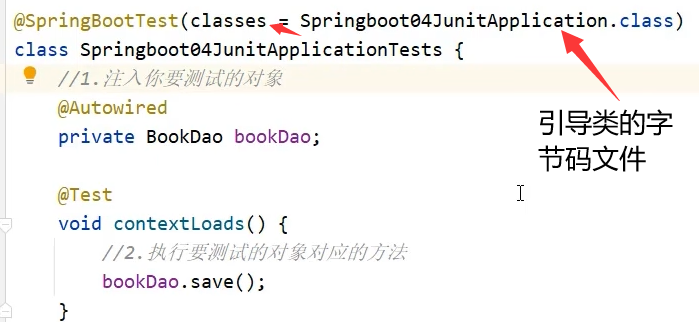 @SpringBootTest(classes = Springboot04JunitApplication.class)
class Springboot04JunitApplicationTests {
//1.注入你要测试的对象
@Autowired
private BookDao bookDao;
引导类的字
节码文件
@Test
void contextLoads() {
//2.执行要测试的对象对应的方法
bookDao.save();
}